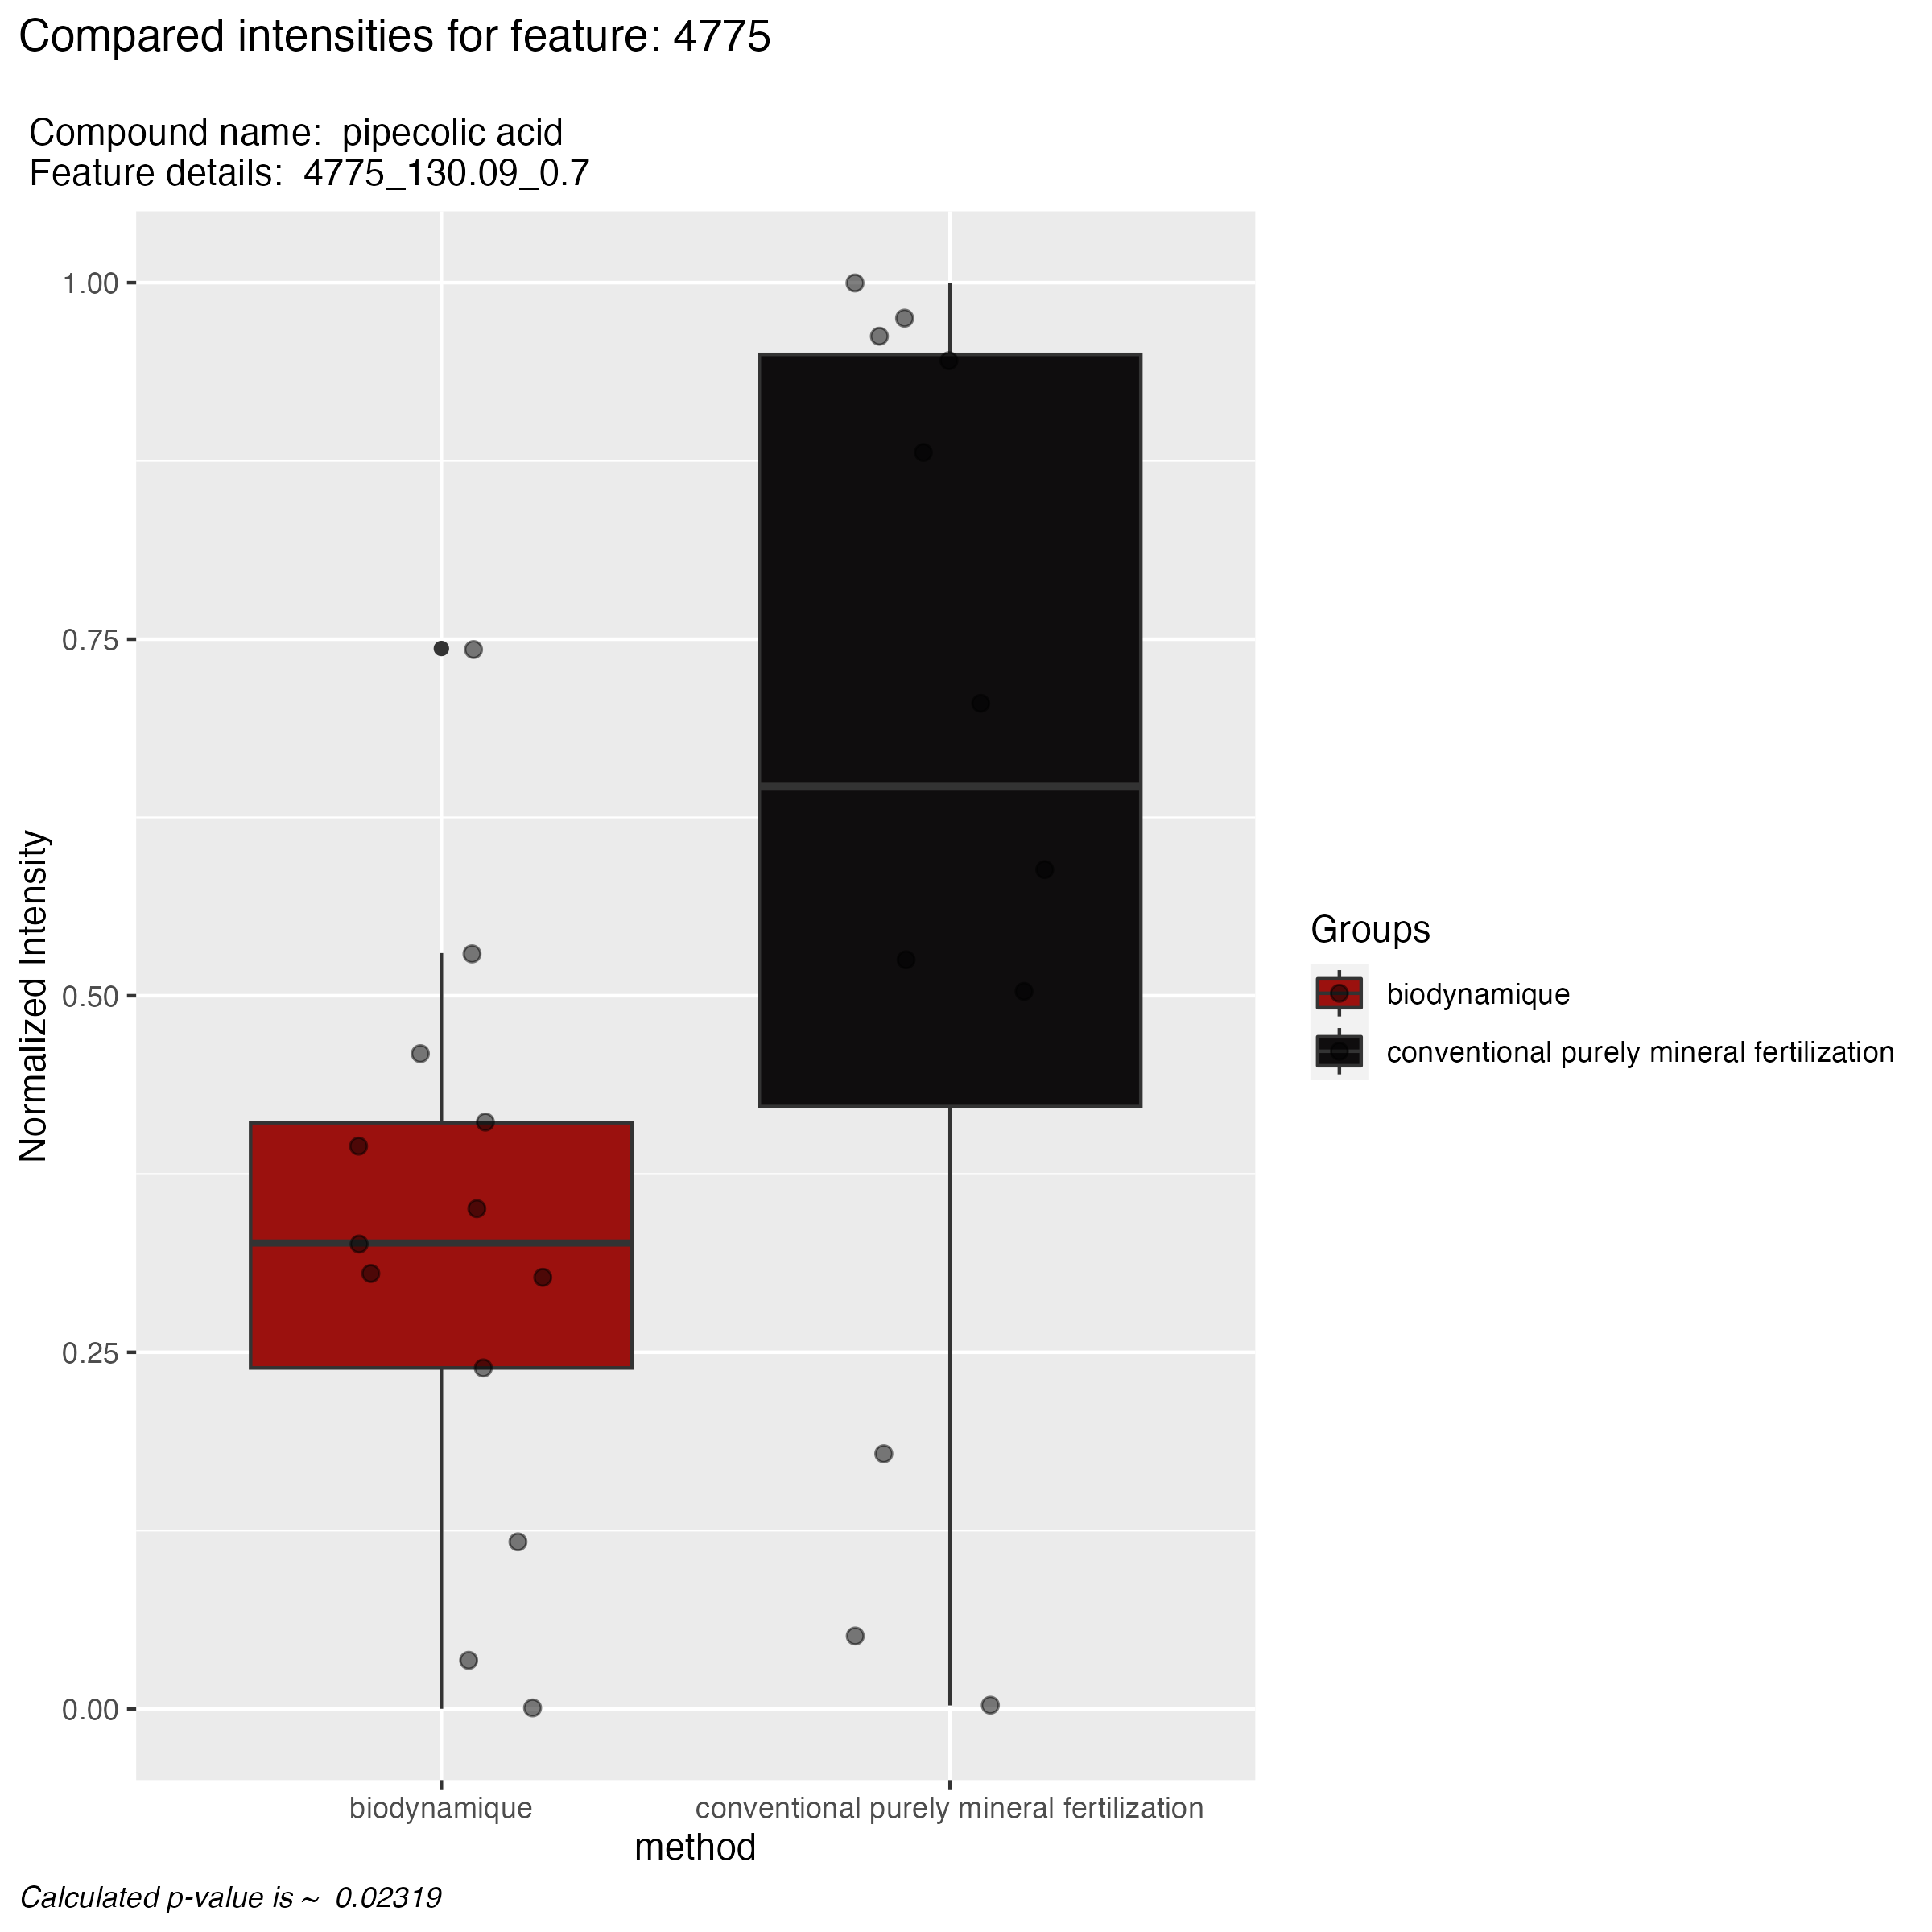 Compared intensities for feature: 4775
Compound name:  pipecolic acid
Feature details:  4775_130.09_0.7
1.00
0.75
0.50
0.25
0.00
Normalized Intensity
biodynamique
conventional purely mineral fertilization
method
Groups
biodynamique
conventional purely mineral fertilization
Calculated p-value is ~  0.02319